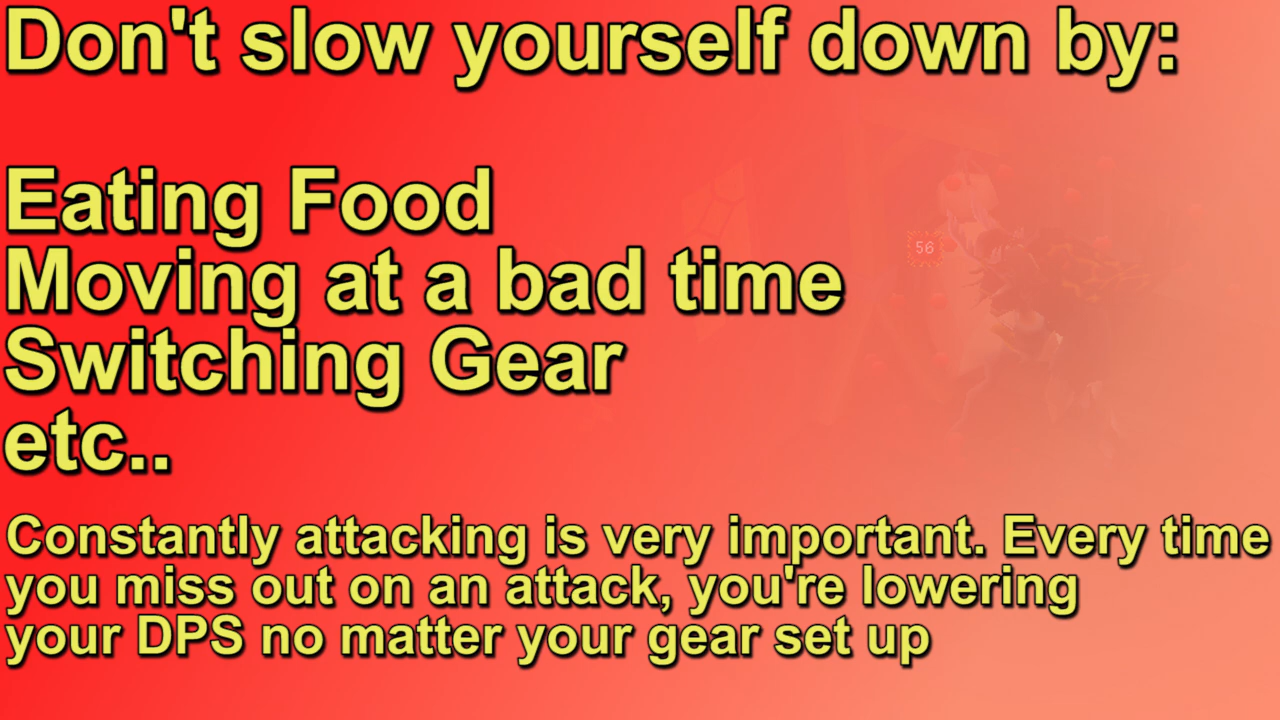 Don't slow yourself down by:
Eating Food
Moving at a bad time
Switching Gear
etc..
56
Constantly attacking is very important. Every time
you miss out on an attack, you're lowering
your DPS no matter your gear set up